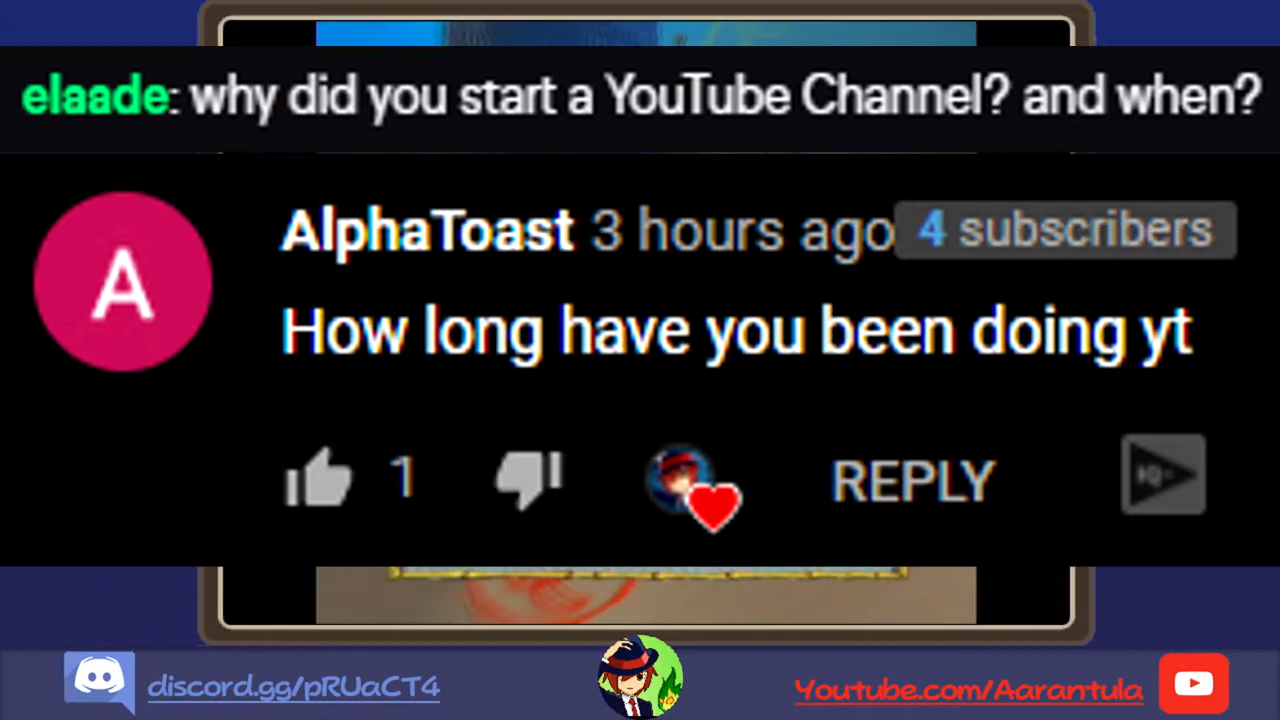 elaade: why did you start a YouTube Channel? and when?
A
AlphaToast 3 hours ago 4 subscribers
How long have you been doing yt
1 REPLY IQ
discord.gg/pRUaCT4 Youtube.com/Aarantula